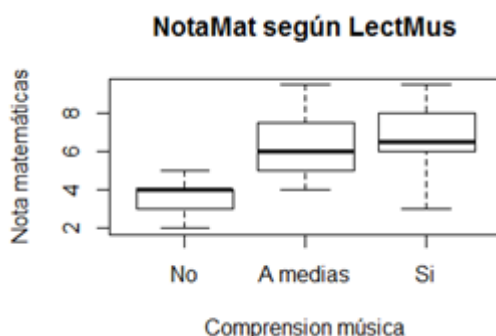 NotaMat según LectMus
Nota matemáticas
8
6
4
2
No A medias Si
Comprension música